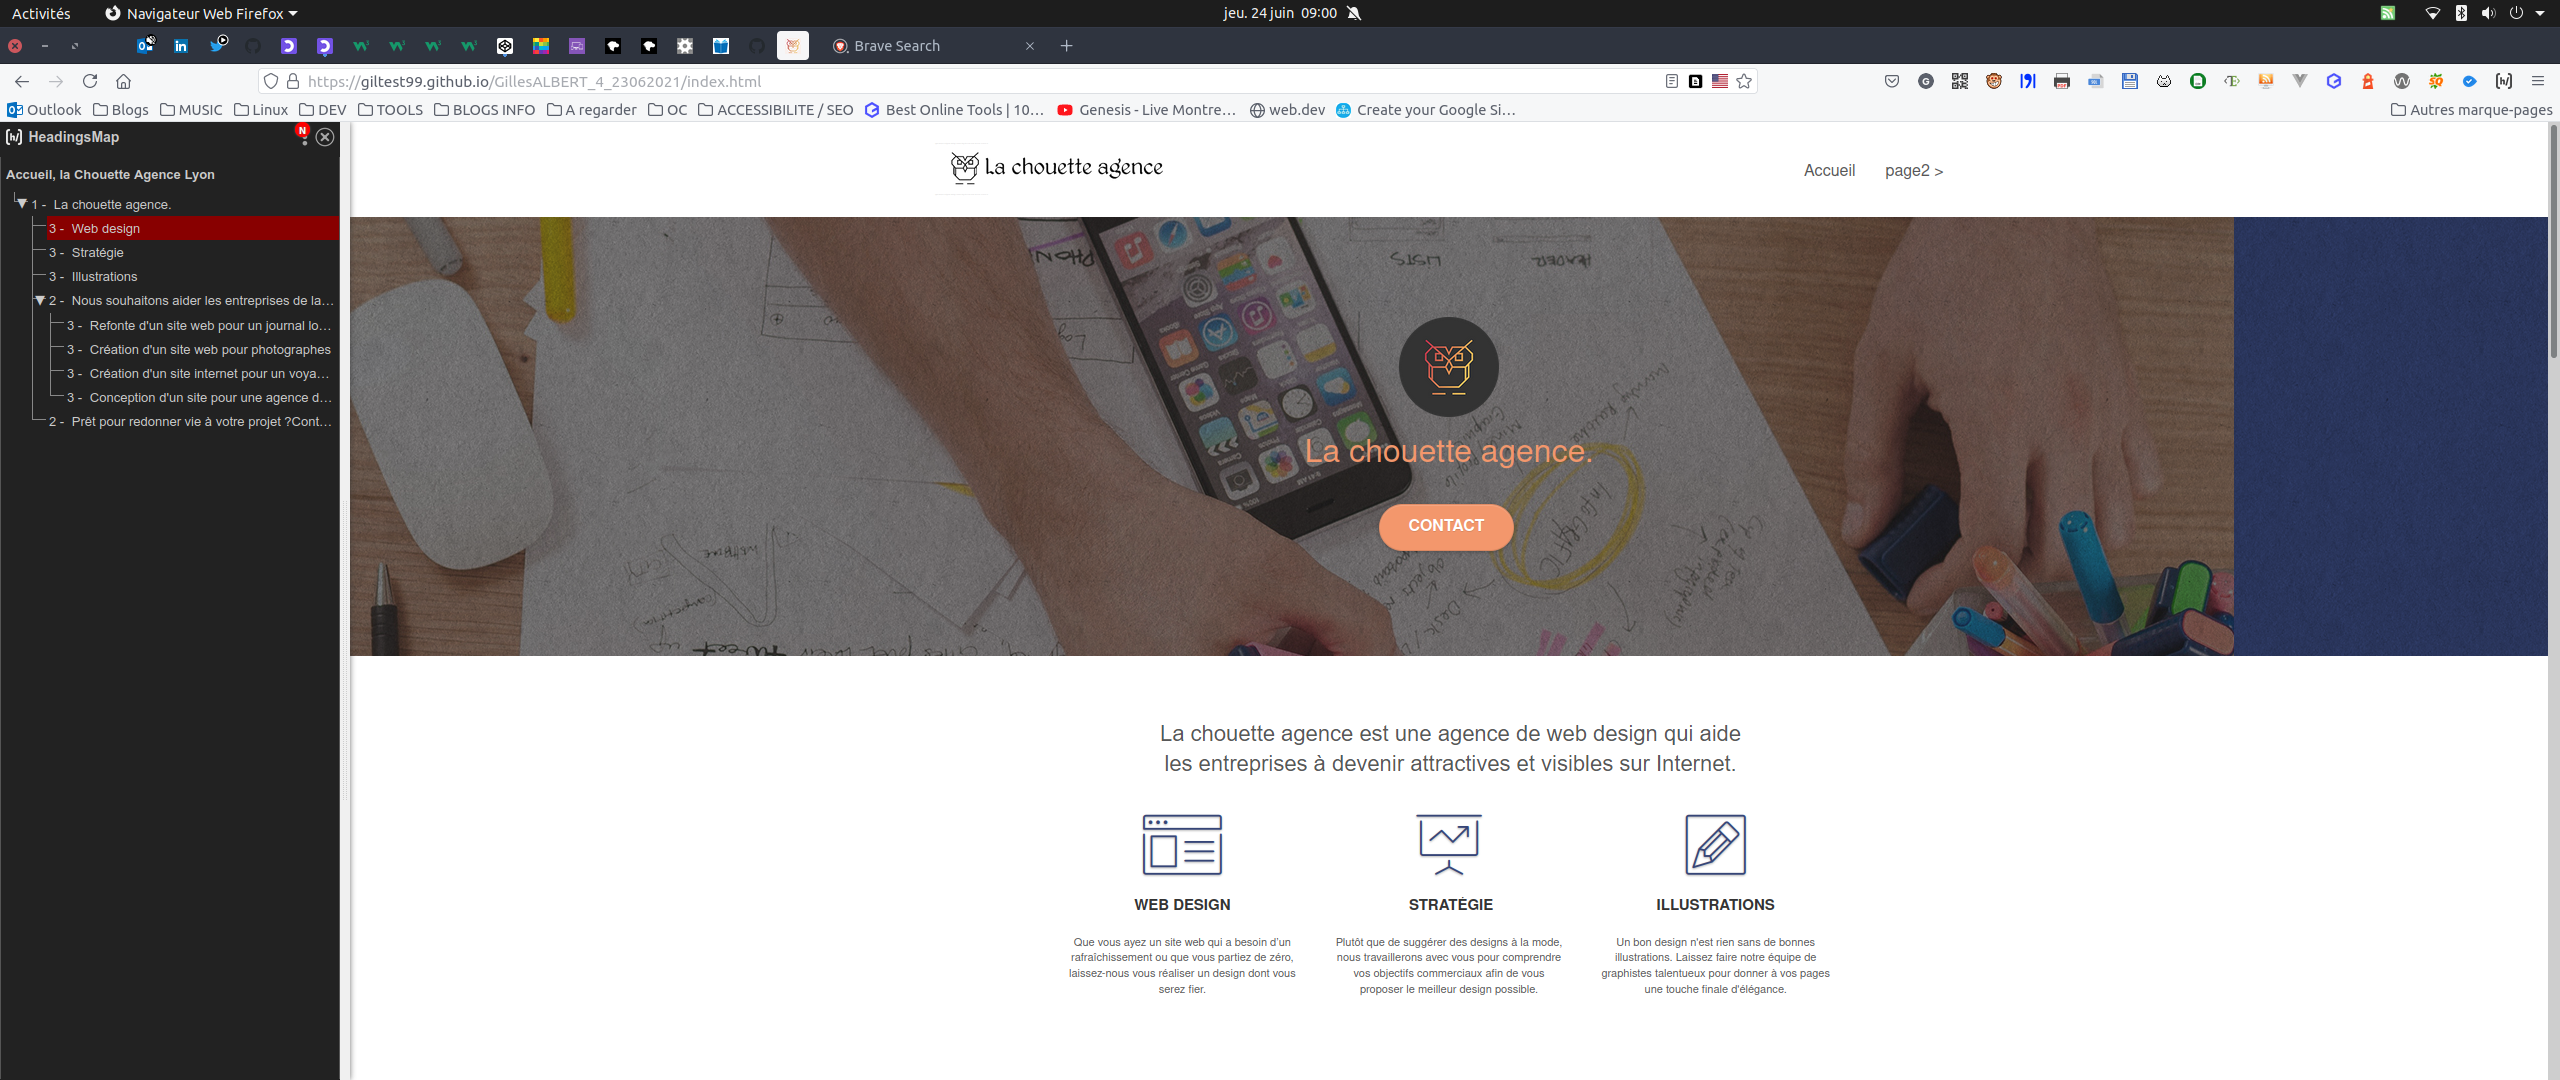 Activités
Navigateur Web Firefox
jeu. 24 juin 09:00
Brave Search
https://giltest99.github.io/GillesALBERT_4_23062021/index.html
Outlook
Blogs
MUSIC
Linux
DEV
TOOLS
BLOGS INFO
A regarder
OC
ACCESSIBILITE / SEO
Best Online Tools | 10…
Genesis - Live Montre…
web.dev
Create your Google Si…
Autres marque-pages
HeadingsMap
N
Accueil, la Chouette Agence Lyon
1 - La chouette agence.
3 - Web design
3 - Stratégie
3 - Illustrations
2 - Nous souhaitons aider les entreprises de la…
3 - Refonte d'un site web pour un journal lo…
3 - Création d'un site web pour photographes
3 - Création d'un site internet pour un voya…
3 - Conception d'un site pour une agence d…
2 - Prêt pour redonner vie à votre projet ?Cont…
La chouette agence
Accueil
page2 >
LISTS
HEADER
La chouette agence.
CONTACT
INFOGRAPHIC
La chouette agence est une agence de web design qui aide
les entreprises à devenir attractives et visibles sur Internet.
WEB DESIGN
Que vous ayez un site web qui a besoin d'un
rafraîchissement ou que vous partiez de zéro,
laissez-nous vous réaliser un design dont vous
serez fier.
STRATÉGIE
Plutôt que de suggérer des designs à la mode,
nous travaillerons avec vous pour comprendre
vos objectifs commerciaux afin de vous
proposer le meilleur design possible.
ILLUSTRATIONS
Un bon design n'est rien sans de bonnes
illustrations. Laissez faire notre équipe de
graphistes talentueux pour donner à vos pages
une touche finale d'élégance.